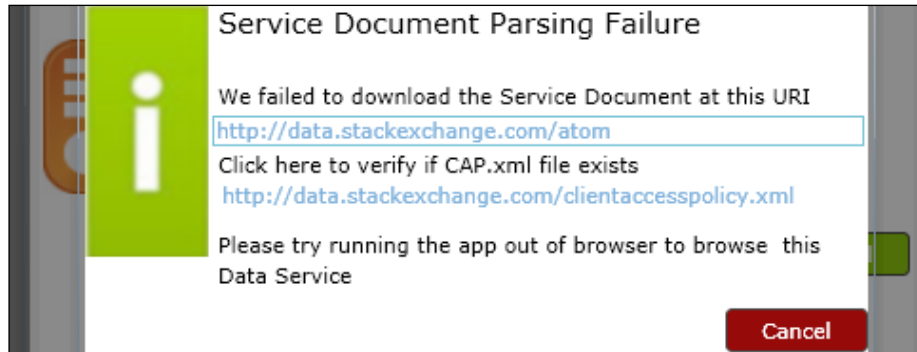 Service Document Parsing Failure
We failed to download the Service Document at this URI
http://data.stackexchange.com/atom
Click here to verify if CAP.xml file exists
http://data.stackexchange.com/clientaccesspolicy.xml
Please try running the app out of browser to browse  this
Data Service
Cancel